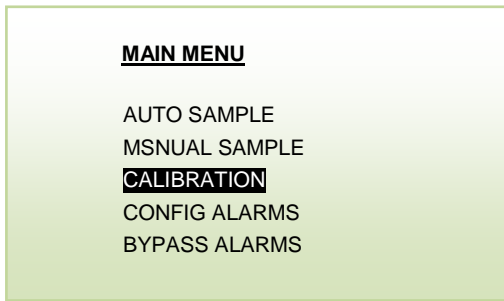 MAIN MENU
AUTO SAMPLE
MSNUAL SAMPLE
CALIBRATION
CONFIG ALARMS
BYPASS ALARMS